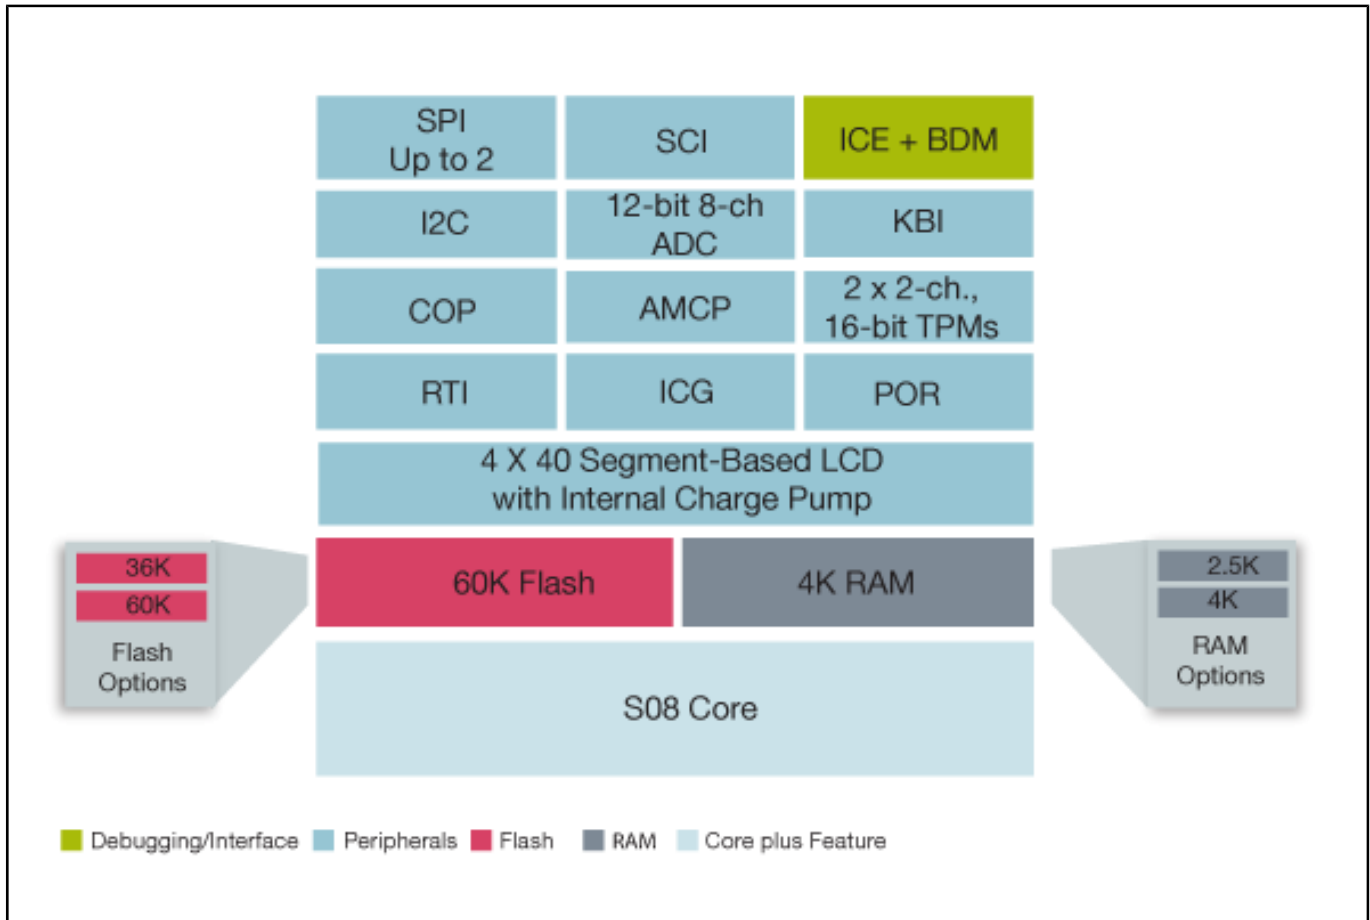 SPI
Up to 2
SCI
ICE + BDM
I2C
12-bit 8-ch
ADC
KBI
COP
AMCP
2 x 2-ch.,
16-bit TPMs
RTI
ICG
POR
4 X 40 Segment-Based LCD
with Internal Charge Pump
36K
60K
Flash
Options
60K Flash
4K RAM
2.5K
4K
RAM
Options
S08 Core
Debugging/Interface
Peripherals
Flash
RAM
Core plus Feature